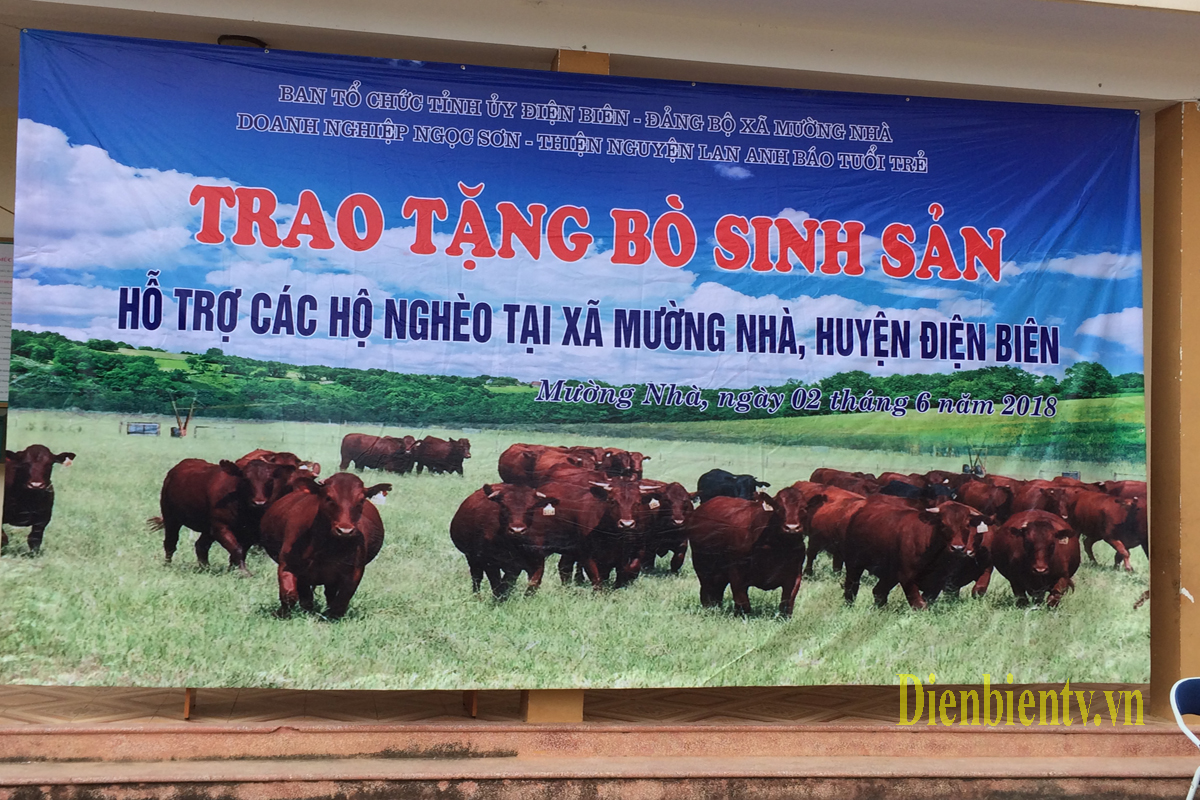 BAN TỔ CHỨC TỈNH ỦY ĐIỆN BIÊN - ĐẢNG BỘ XÃ MƯỜNG NHÀ
DOANH NGHIỆP NGỌC SƠN - THIỆN NGUYỆN LAN ANH BÁO TUỔI TRẺ
TRAO TẶNG BÒ SINH SẢN
HỖ TRỢ CÁC HỘ NGHÈO TẠI XÃ MƯỜNG NHÀ, HUYỆN ĐIỆN BIÊN
Mường Nhà, ngày 02 tháng 6 năm 2018
Dienbientv.vn